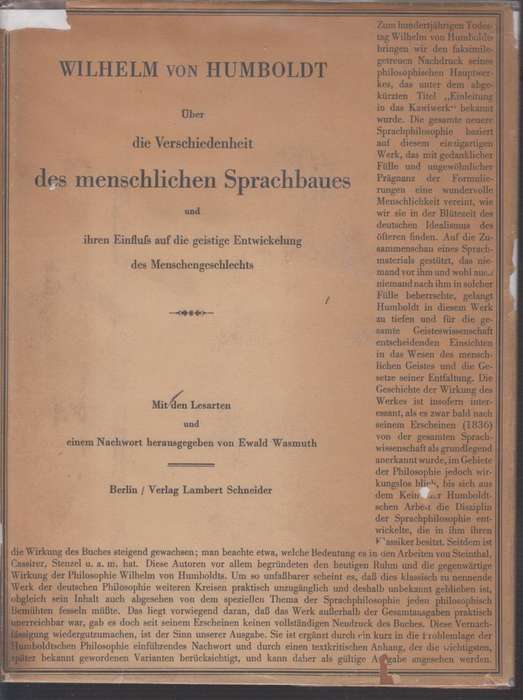 WILHELM VON HUMBOLDT
Über
die Verschiedenheit
des menschlichen Sprachbaues
und
ihren Einfluſs auf die geistige Entwickelung
des Menschengeschlechts
Mit den Lesarten
und
einem Nachwort herausgegeben von Ewald Wasmuth
Berlin / Verlag Lambert Schneider
Zum hundertjährigen Todes-
tag Wilhelm von Humboldts
bringen wir den faksimile-
getreuen Nachdruck seines
philosophischen Hauptwer-
kes, das unter dem abge-
kürzten Titel „Einleitung
in das Kawiwerk“ bekannt
wurde. Die gesamte neuere
Sprachphilosophie basiert
auf diesem einzigartigen
Werk, das mit gedanklicher
Fülle und ungewöhnlicher
Prägnanz der Formulie-
rungen eine wundervolle
Menschlichkeit vereint, wie
wir sie in der Blütezeit des
deutschen Idealismus des
öfteren finden. Auf die Zu-
sammenschau eines Sprach-
materials gestützt, das nie-
mand vor ihm und wohl auch
niemand nach ihm in solcher
Fülle beherrschte, gelangt
Humboldt in diesem Werk
zu tiefen und für die ge-
samte Geisteswissenschaft
entscheidenden Einsichten
in das Wesen des mensch-
lichen Geistes und die Ge-
setze seiner Entfaltung. Die
Geschichte der Wirkung des
Werkes ist insofern inter-
essant, als es zwar bald nach
seinem Erscheinen (1836)
von der gesamten Sprach-
wissenschaft als grundlegend
anerkannt wurde, im Gebiete
der Philosophie jedoch wir-
kungslos blieb, bis sich aus
dem Keim der Humboldt-
schen Arbeit die Disziplin
der Sprachphilosophie ent-
wickelte, die in ihm ihren
Klassiker besitzt. Seitdem ist
die Wirkung des Buches steigend gewachsen; man beachte etwa, welche Bedeutung es in den Arbeiten von Steinthal,
Cassirer, Stenzel u. a. m. hat. Diese Autoren vor allem begründeten den heutigen Ruhm und die gegenwärtige
Wirkung der Philosophie Wilhelm von Humboldts. Um so unfaßbarer scheint es, daß dies klassisch zu nennende
Werk der deutschen Philosophie weiteren Kreisen praktisch unzugänglich und deshalb unbekannt geblieben ist,
obgleich sein Inhalt auch abgesehen von dem speziellen Thema der Sprachphilosophie jeden philosophisch
Bemühten fesseln müßte. Das liegt vorwiegend daran, daß das Werk außerhalb der Gesamtausgaben praktisch
unerreichbar war, gab es doch seit seinem Erscheinen keinen vollständigen Neudruck des Buches. Diese Vernach-
lässigung wiedergutzumachen, ist der Sinn unserer Ausgabe. Sie ist ergänzt durch ein kurz in die Problemlage der
Humboldtschen Philosophie einführendes Nachwort und durch einen textkritischen Anhang, der die wichtigsten,
später bekannt gewordenen Varianten berücksichtigt, und kann daher als gültige Ausgabe angesehen werden.